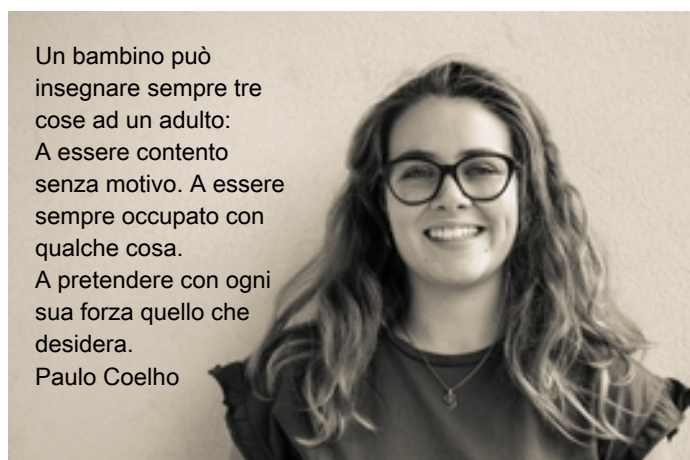 Un bambino può
insegnare sempre tre
cose ad un adulto:
A essere contento
senza motivo. A essere
sempre occupato con
qualche cosa.
A pretendere con ogni
sua forza quello che
desidera.
Paulo Coelho